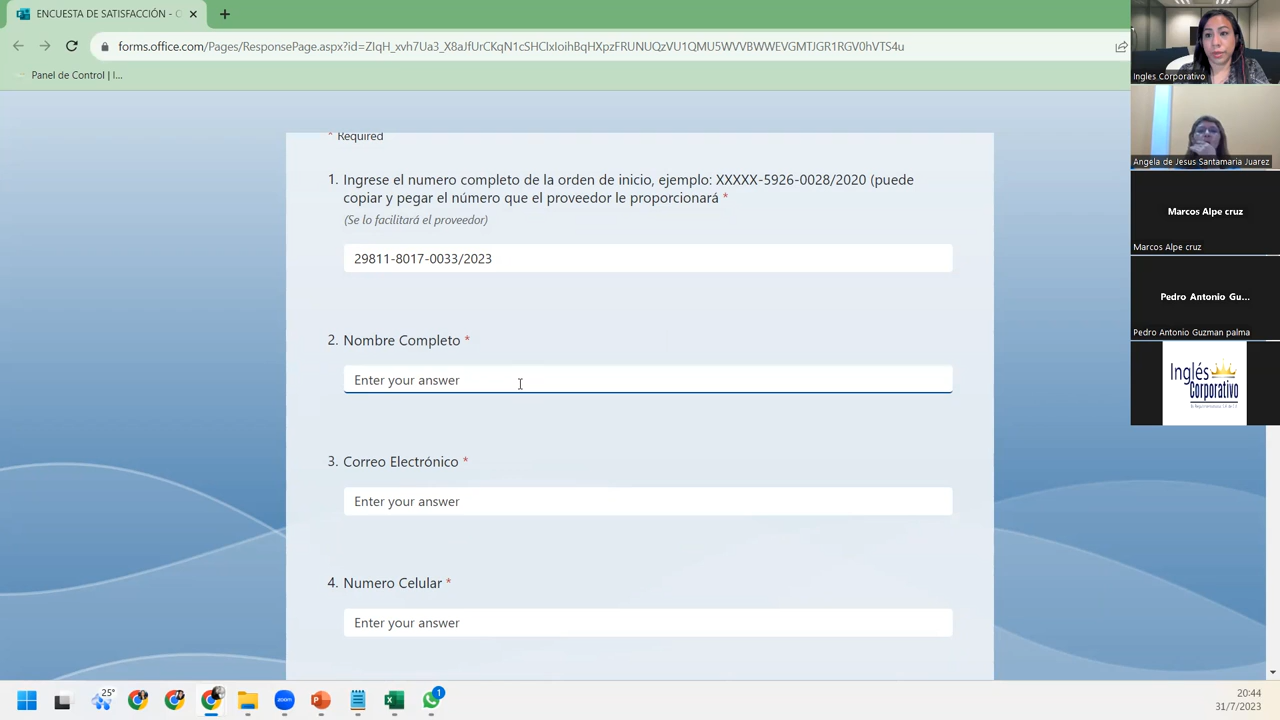 ENCUESTA DE SATISFACCIÓN - C
forms.office.com/Pages/ResponsePage.aspx?id=ZIqH_xvh7Ua3_X8aJfUrCKqN1cSHCIxIoihBqHXpzFRUNUQzVU1QMU5WVVBWWEVGMTJGR1RGV0hVTS4u
Panel de Control | I...
* Required
1. Ingrese el numero completo de la orden de inicio, ejemplo: XXXXX-5926-0028/2020 (puede
copiar y pegar el número que el proveedor le proporcionará *
(Se lo facilitará el proveedor)
29811-8017-0033/2023
2. Nombre Completo *
Enter your answer
3. Correo Electrónico *
Enter your answer
4. Numero Celular *
Enter your answer
Ingles Corporativo
Angela de Jesus Santamaria Juarez
Marcos Alpe cruz
Marcos Alpe cruz
Pedro Antonio Gu...
Pedro Antonio Guzman palma
Inglés
Corporativo
25°
zoom
1
20:44
31/7/2023